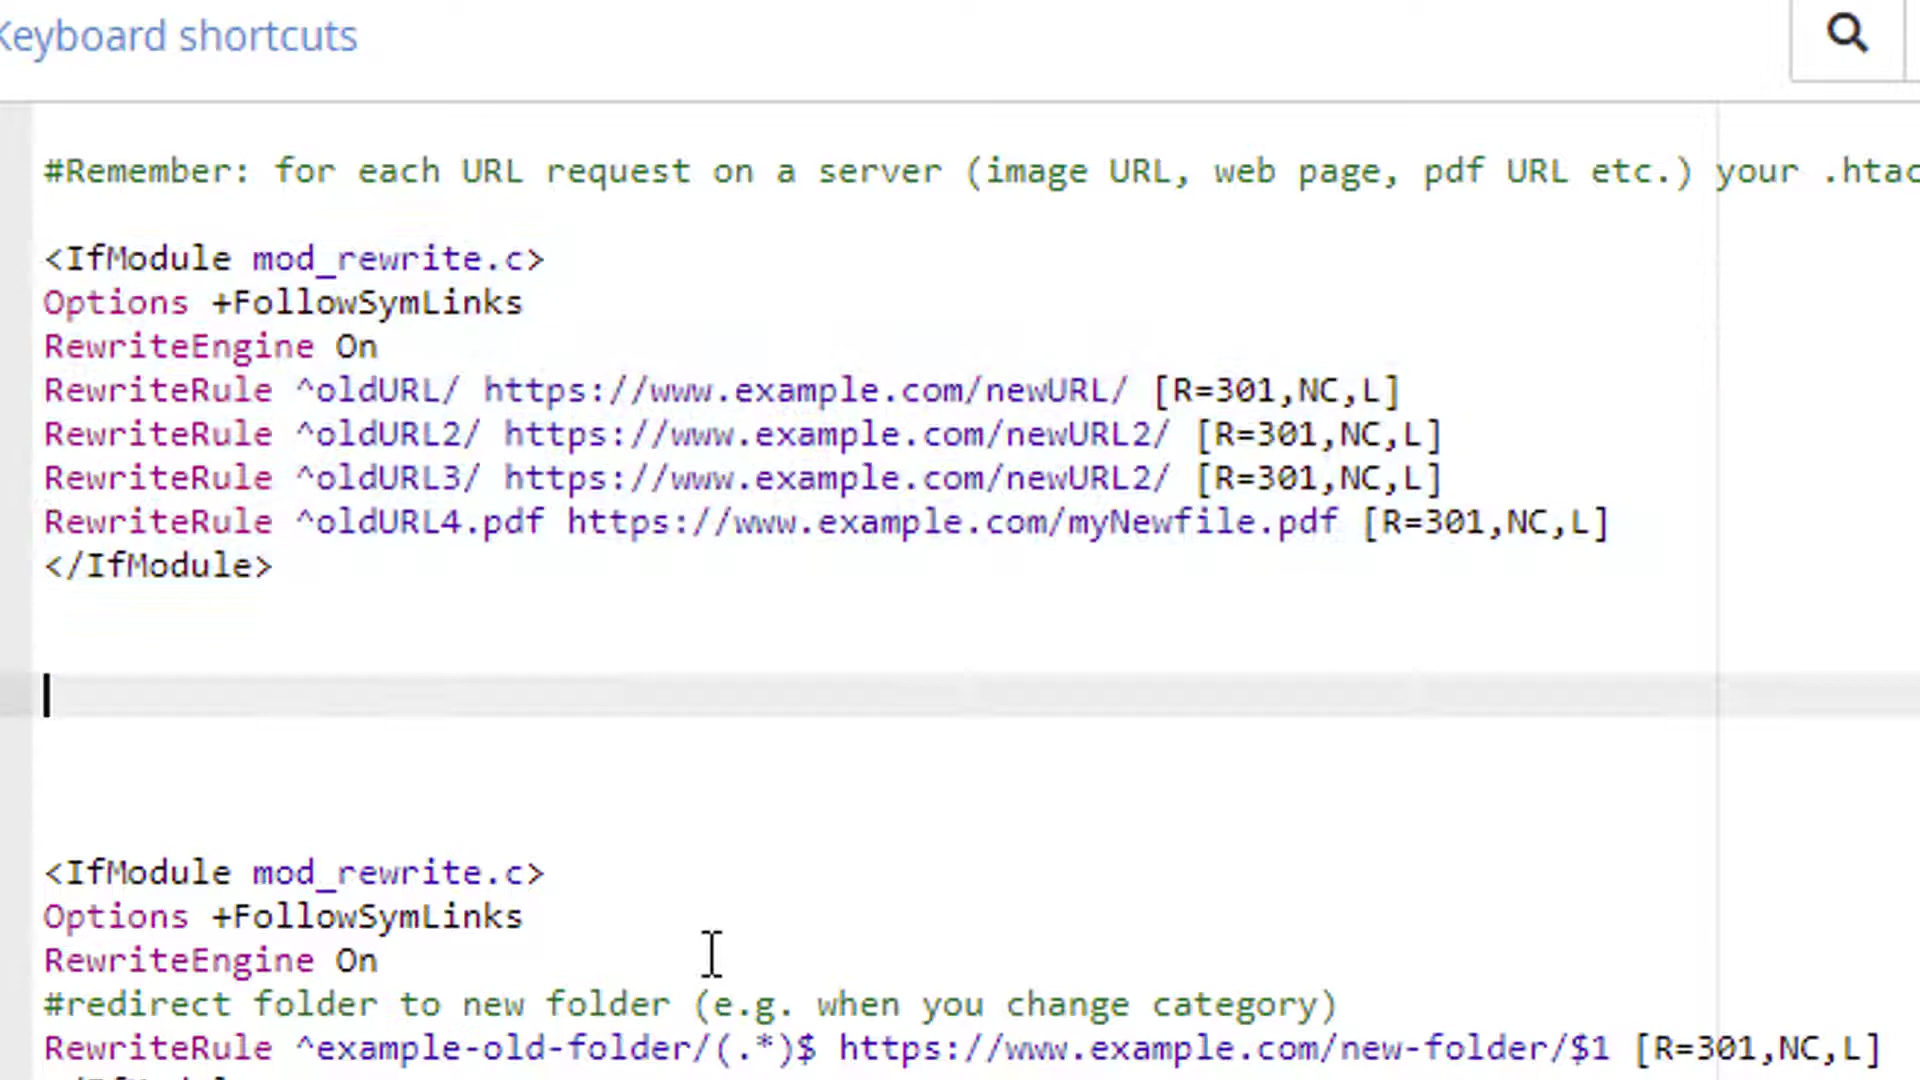 Keyboard shortcuts
#Remember: for each URL request on a server (image URL, web page, pdf URL etc.) your .htac
<IfModule mod_rewrite.c>
Options +FollowSymLinks
RewriteEngine On
RewriteRule ^oldURL/ https://www.example.com/newURL/ [R=301,NC,L]
RewriteRule ^oldURL2/ https://www.example.com/newURL2/ [R=301,NC,L]
RewriteRule ^oldURL3/ https://www.example.com/newURL2/ [R=301,NC,L]
RewriteRule ^oldURL4.pdf https://www.example.com/myNewfile.pdf [R=301,NC,L]
</IfModule>
<IfModule mod_rewrite.c>
Options +FollowSymLinks
RewriteEngine On
#redirect folder to new folder (e.g. when you change category)
RewriteRule ^example-old-folder/(.*)$ https://www.example.com/new-folder/$1 [R=301,NC,L]